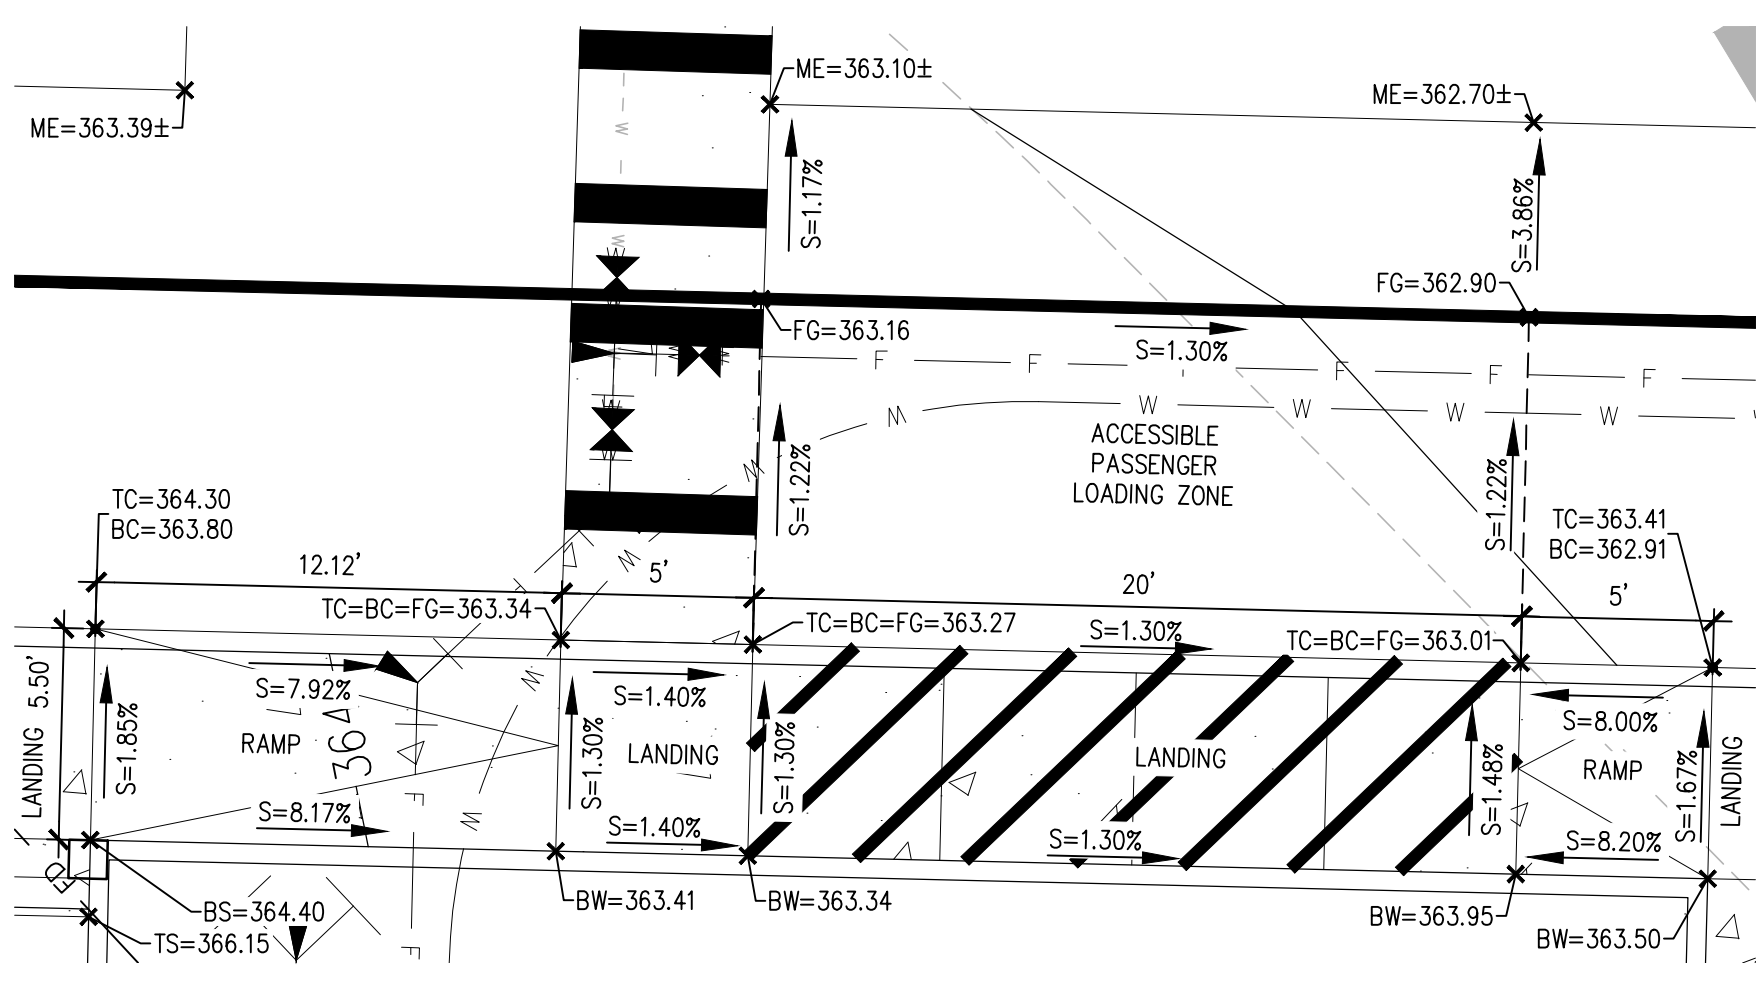 ME=363.10±
ME=362.70±
ME=363.39±
W
S=1.17%
S=3.86%
W
W
FG=362.90
FG=363.16
S=1.30%
F
F
F
F
F
W
W
W
W
W
W
ACCESSIBLE
PASSENGER
LOADING ZONE
S=1.22%
S=1.22%
W
W
TC=364.30
BC=363.80
TC=363.41
BC=362.91
12.12'
5'
20'
5'
W
TC=BC=FG=363.34
TC=BC=FG=363.27
S=1.30%
TC=BC=FG=363.01
LANDING 5.50'
S=7.92%
S=1.85%
RAMP
364
W
S=1.40%
S=1.30%
LANDING
S=1.30%
LANDING
S=1.48%
S=8.00%
RAMP
S=1.67%
LANDING
F
W
S=8.17%
S=1.40%
S=1.30%
S=8.20%
BS=364.40
TS=366.15
BW=363.41
BW=363.34
BW=363.95
BW=363.50
F